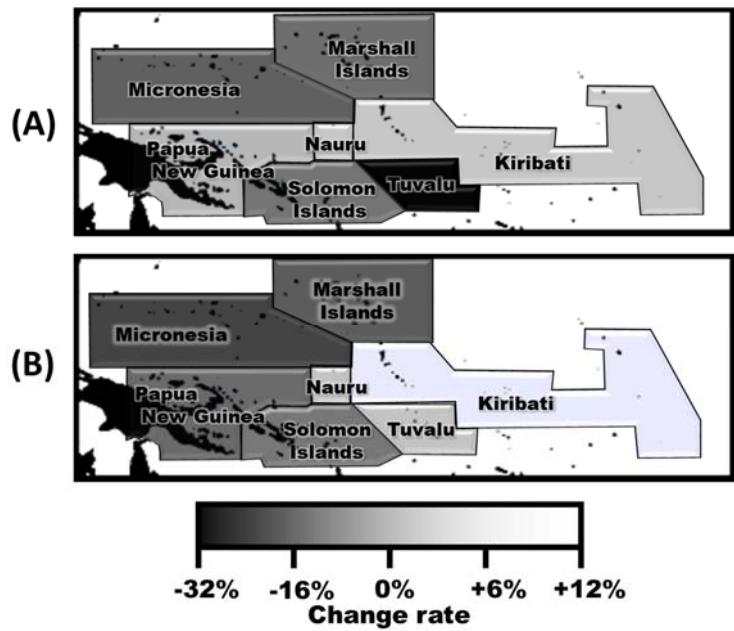 (A)
Marshall
Islands
Micronesia
Papua
New Guinea
Nauru
Kiribati
Solomon
Islands
Tuvalu
(B)
Marshall
Islands
Micronesia
Papua
New Guinea
Nauru
Kiribati
Solomon
Islands
Tuvalu
-32% -16% 0% +6% +12%
Change rate